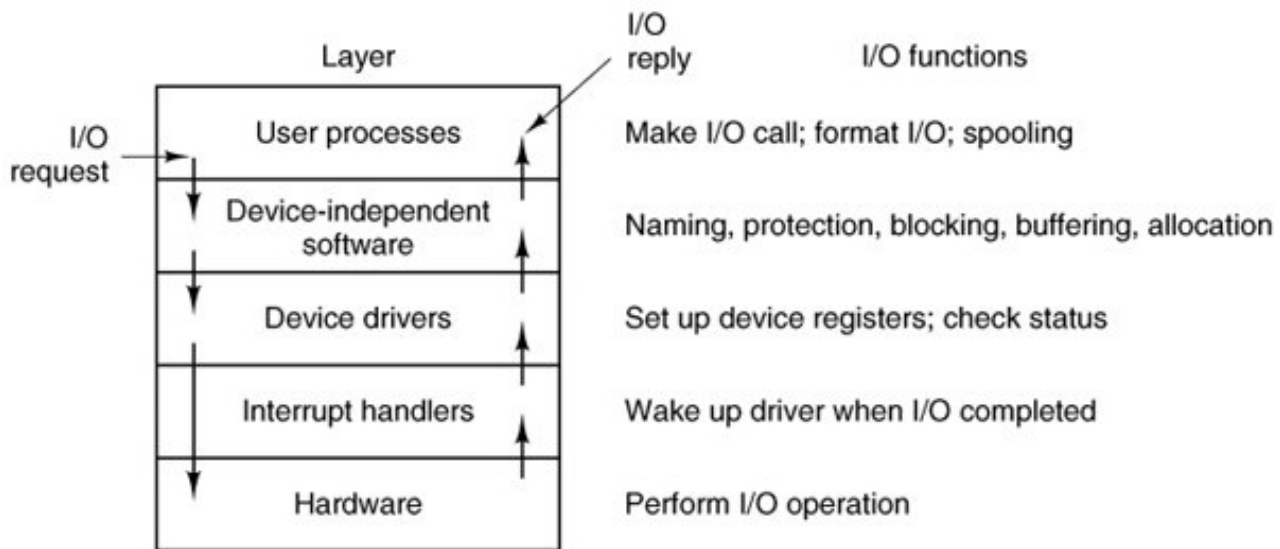 Layer
I/O
reply
I/O functions
I/O
request
User processes
Make I/O call; format I/O; spooling
Device-independent
software
Naming, protection, blocking, buffering, allocation
Device drivers
Set up device registers; check status
Interrupt handlers
Wake up driver when I/O completed
Hardware
Perform I/O operation